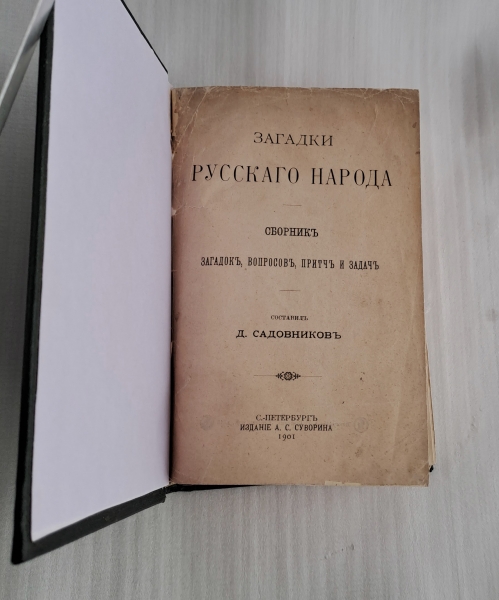 ЗАГАДКИ
РУССКАГО НАРОДА
СБОРНИКЪ
ЗАГАДОКЪ, ВОПРОСОВЪ, ПРИТЧЪ И ЗАДАЧЪ
СОСТАВИЛЪ
Д. САДОВНИКОВЪ
С.-ПЕТЕРБУРГЪ
ИЗДАНІЕ А. С. СУВОРИНА
1901